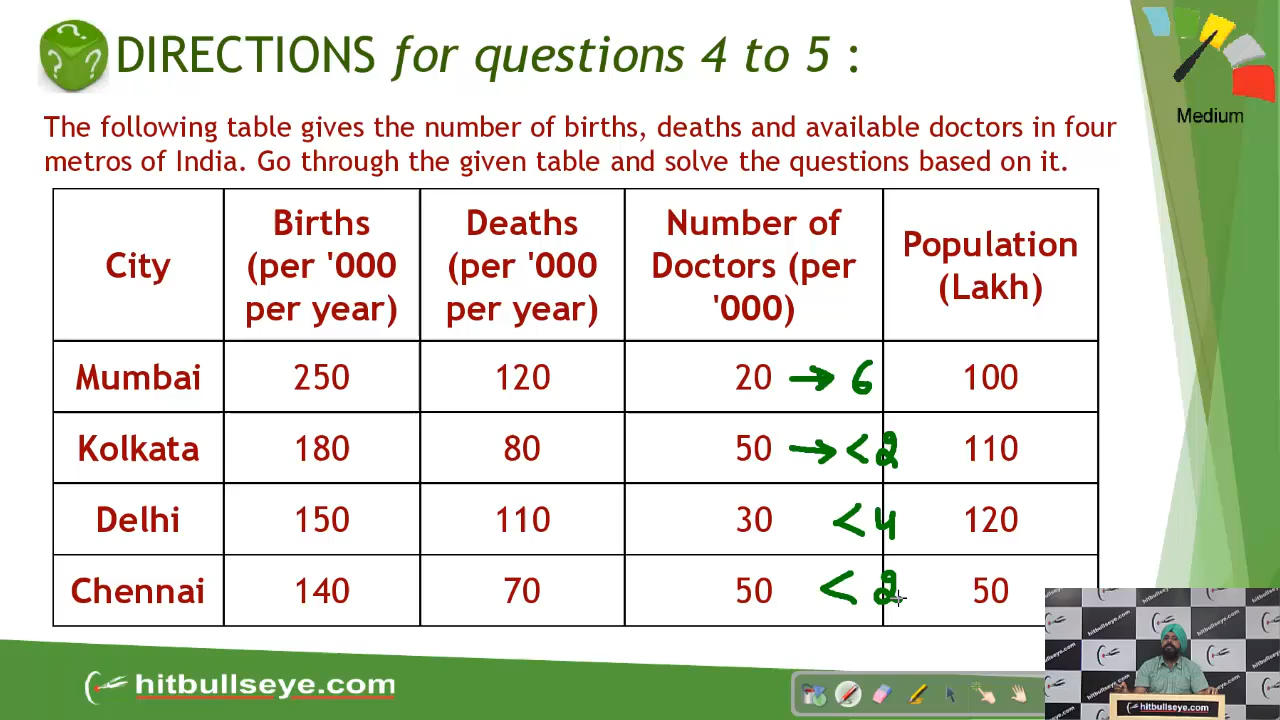 DIRECTIONS for questions 4 to 5 :
Medium
The following table gives the number of births, deaths and available doctors in four
metros of India. Go through the given table and solve the questions based on it.
City
Births
(per '000
per year)
Deaths
(per '000
per year)
Number of
Doctors (per
'000)
Population
(Lakh)
Mumbai 250 120 20 → 6 100
Kolkata 180 80 50 → < 2 110
Delhi 150 110 30 < 4 120
Chennai 140 70 50 < 2 50
hitbullseye.com
hitbullseye.com